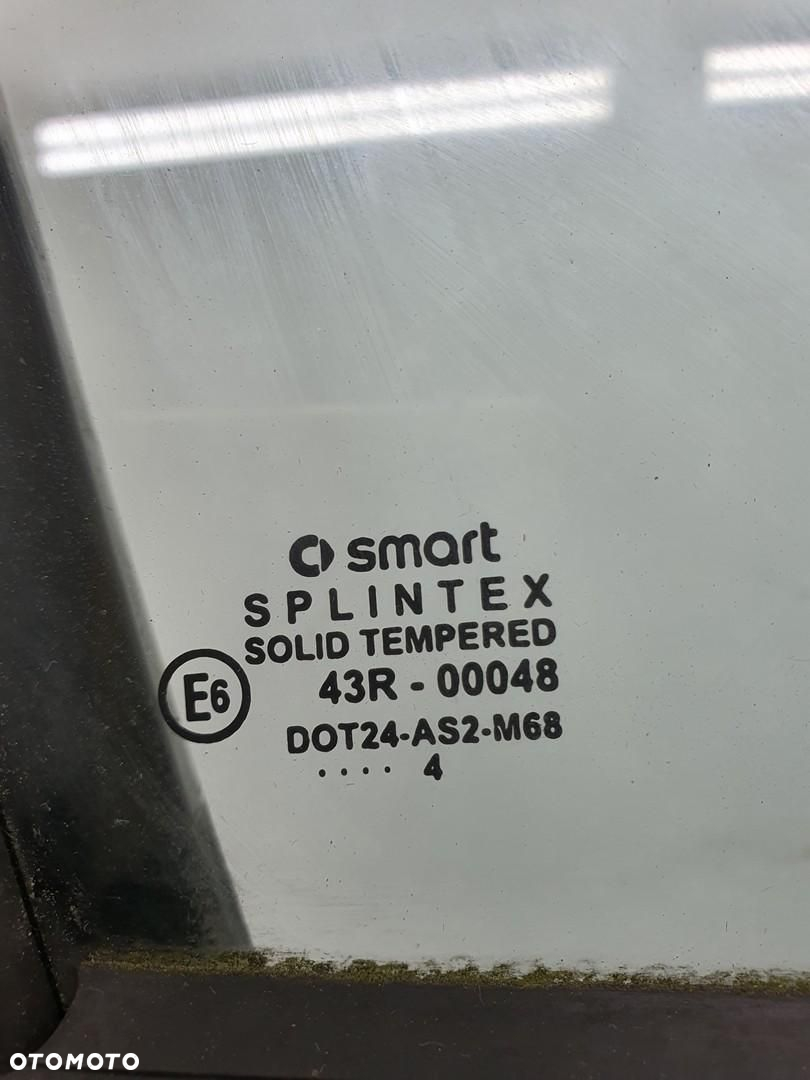 smart
SPLINTEX
SOLID TEMPERED
E6
43R - 00048
DOT24-AS2-M68
.... 4
OTOMOTO